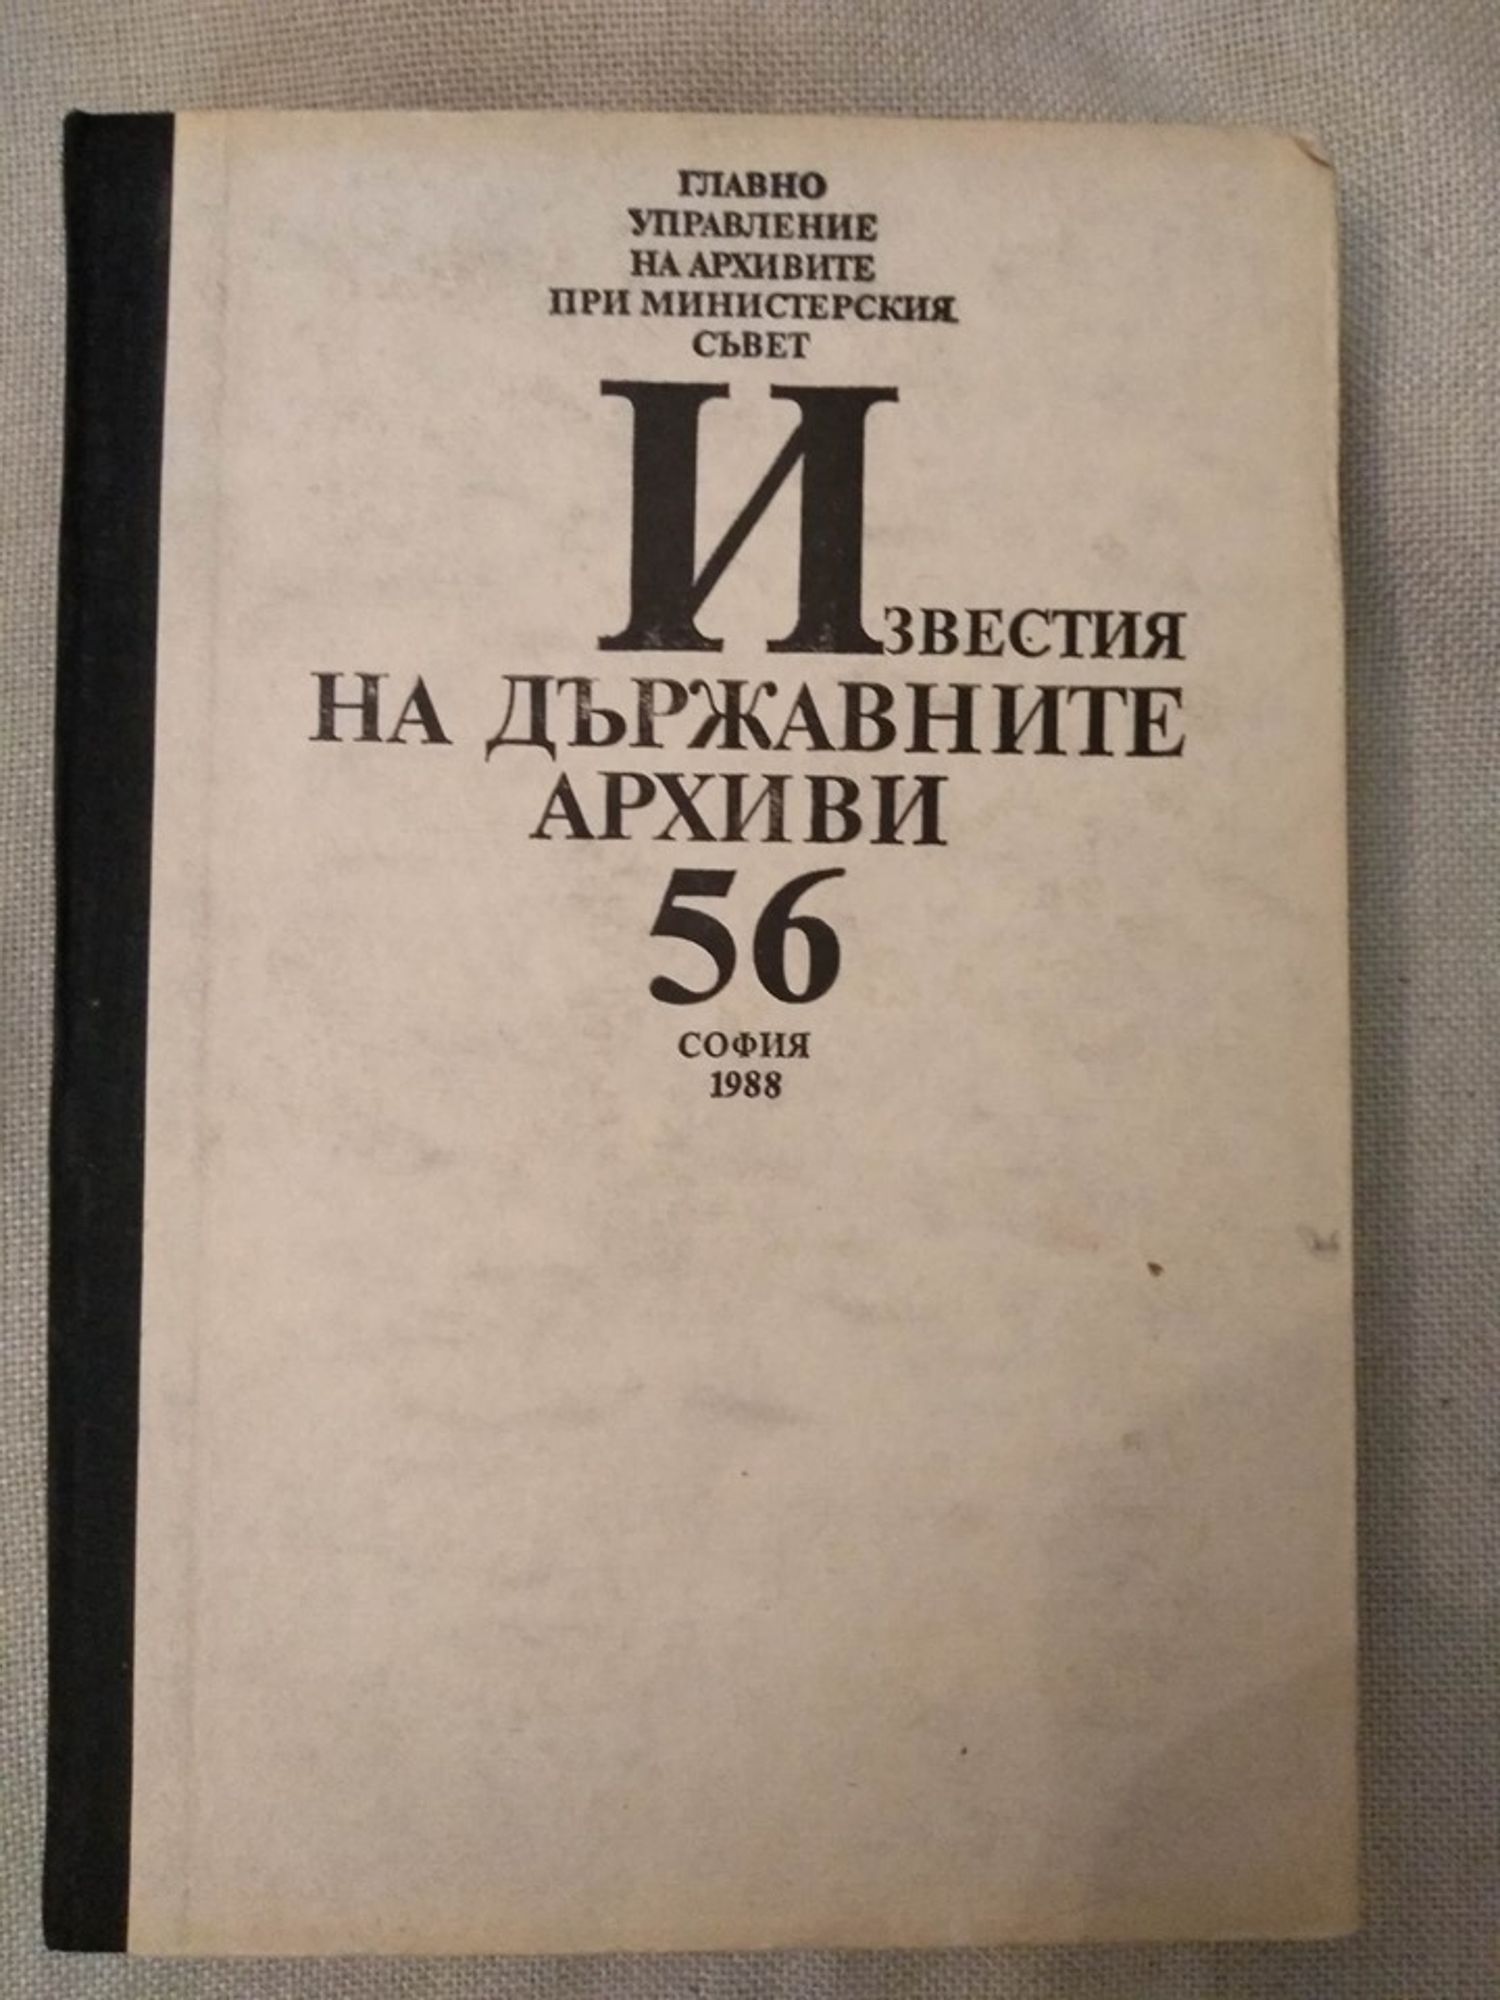 ГЛАВНО
УПРАВЛЕНИЕ
НА АРХИВИТЕ
ПРИ МИНИСТЕРСКИЯ
СЪВЕТ
ИЗВЕСТИЯ
НА ДЪРЖАВНИТЕ
АРХИВИ
56
СОФИЯ
1988